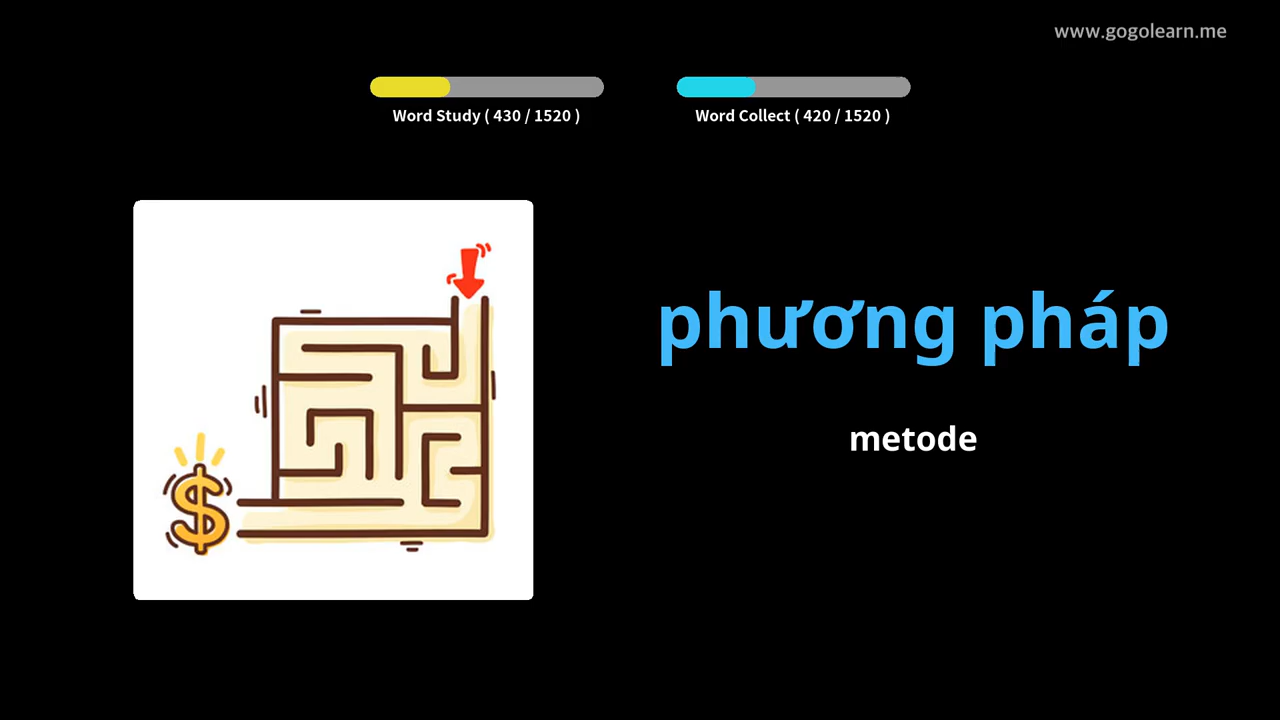 www.gogolearn.me
Word Study ( 430 / 1520 )
Word Collect ( 420 / 1520 )
phương pháp
metode
$